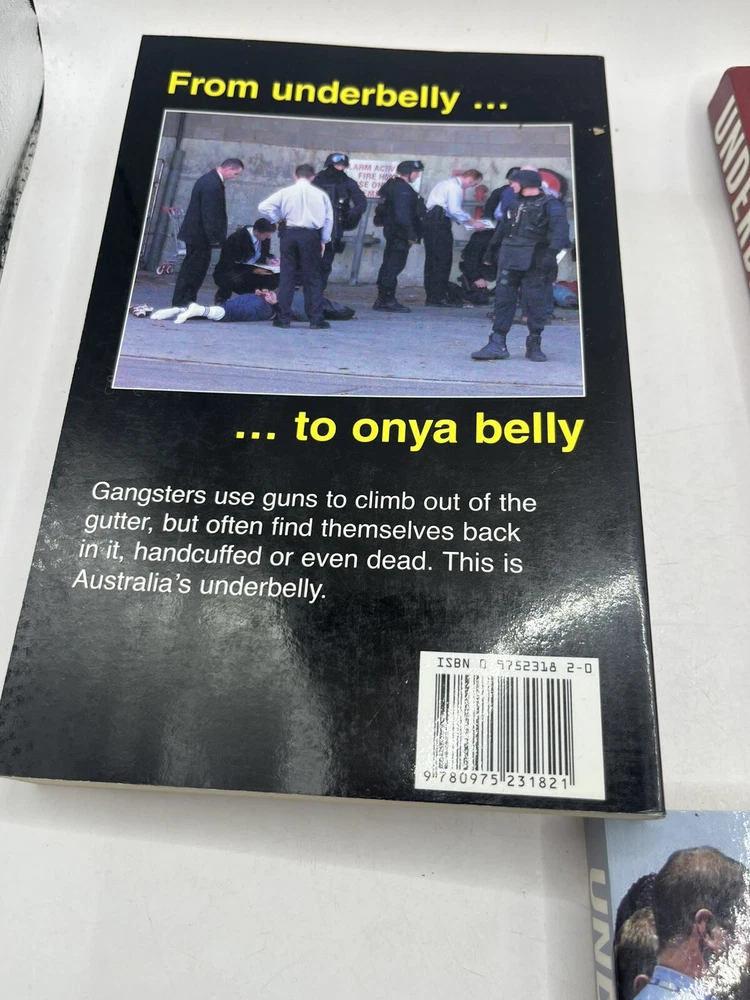 From underbelly ...
FIRE
... to onya belly
Gangsters use guns to climb out of the
gutter, but often find themselves back
in it, handcuffed or even dead. This is
Australia's underbelly.
ISBN 0 9752318 2-0
9 780975 231821